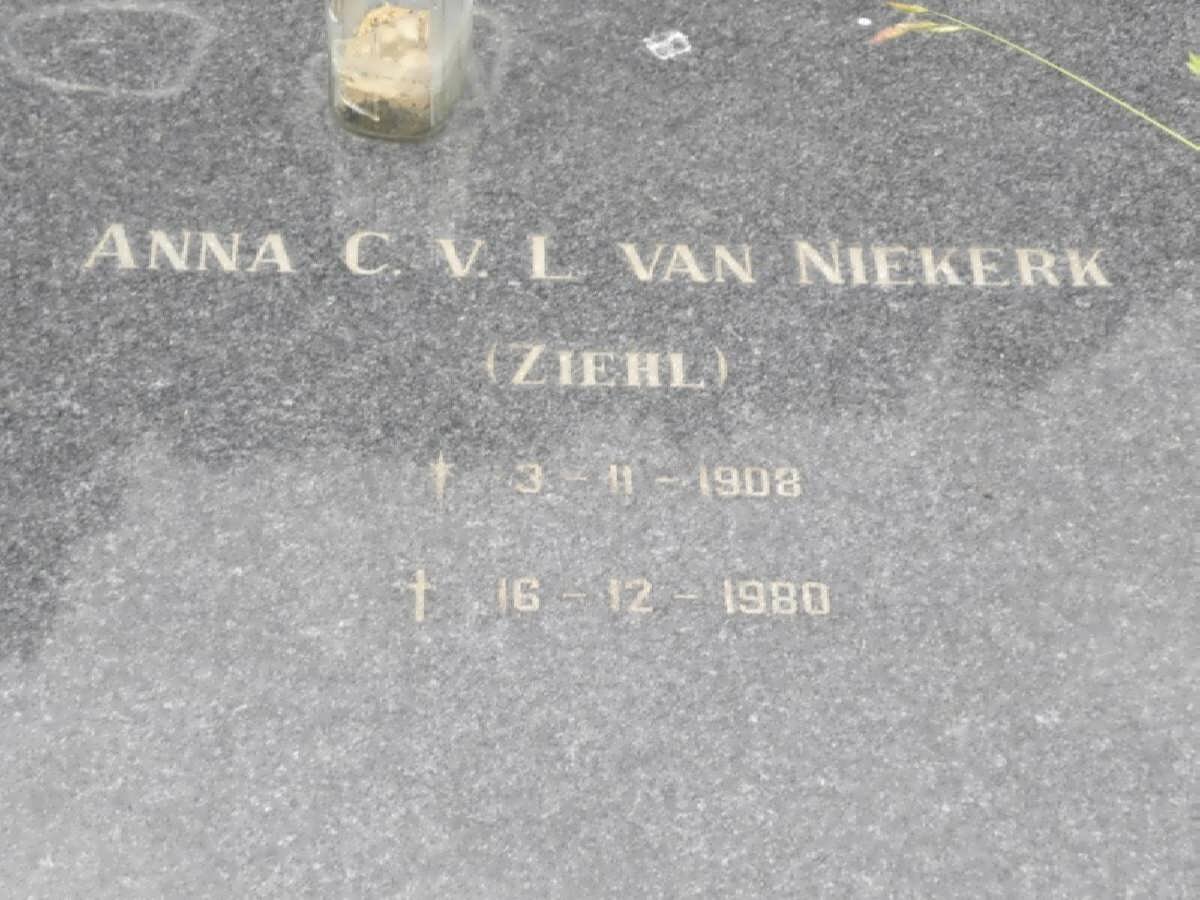 ANNA C. V. L. VAN NIEKERK
(ZIEHL)
3 - 11 - 1908
† 16 - 12 - 1980